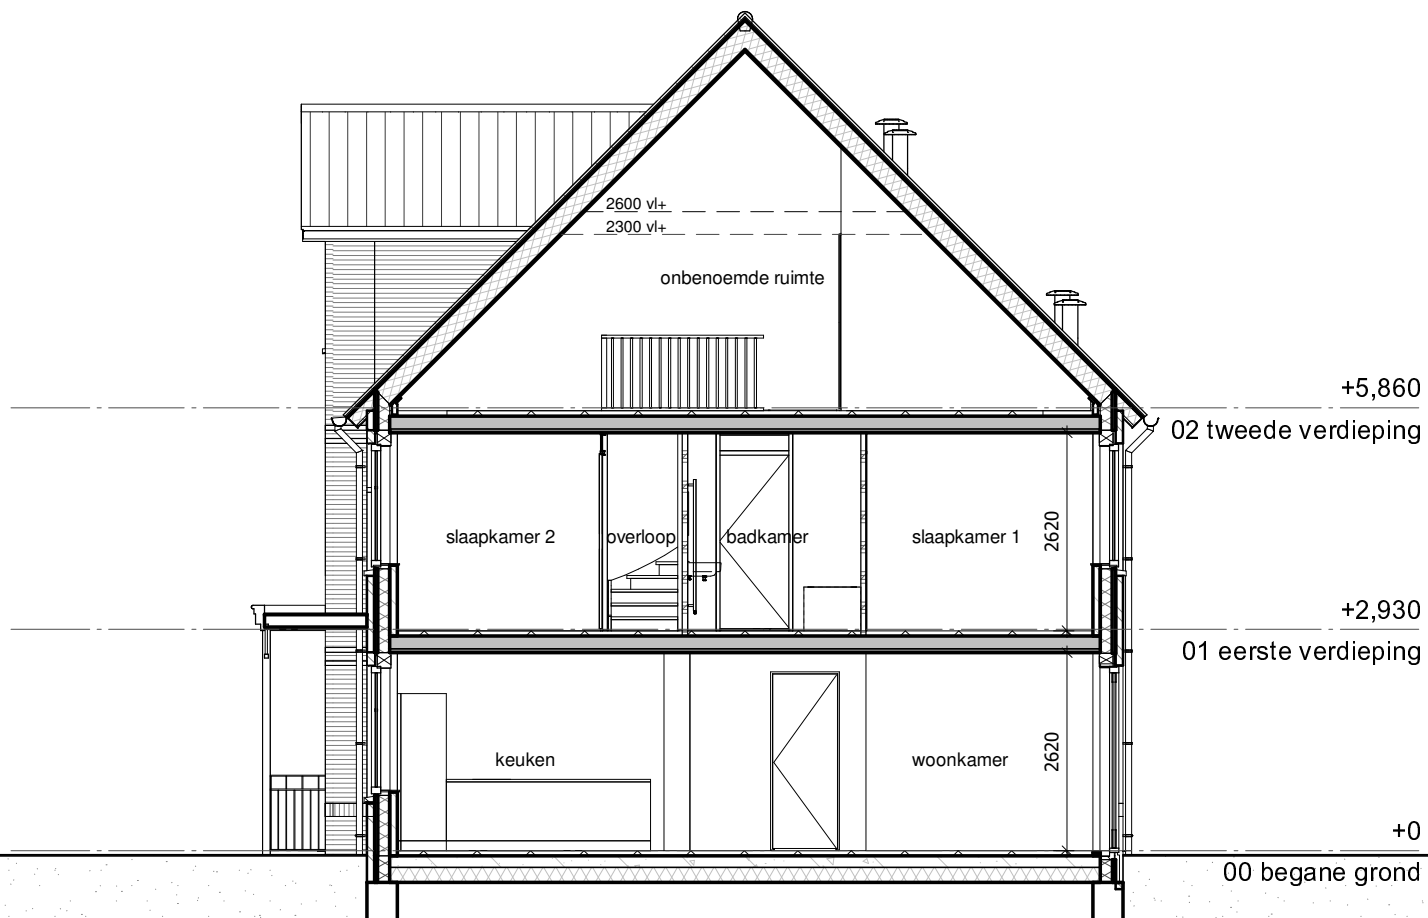 2600 vl+
2300 vl+
onbenoemde ruimte
+5,860
02 tweede verdieping
slaapkamer 2
overloop
badkamer
slaapkamer 1
2620
+2,930
01 eerste verdieping
keuken
woonkamer
2620
+0
00 begane grond